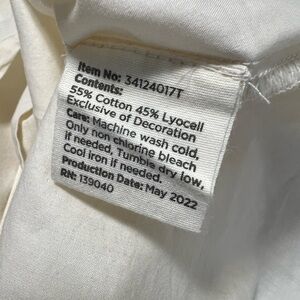 Item No: 34124017T
Contents:
55% Cotton 45% Lyocell
Exclusive of Decoration
Care: Machine wash cold,
Only non chlorine bleach
if needed, Tumble dry low,
Cool iron if needed.
Production Date: May 2022
RN: 139040